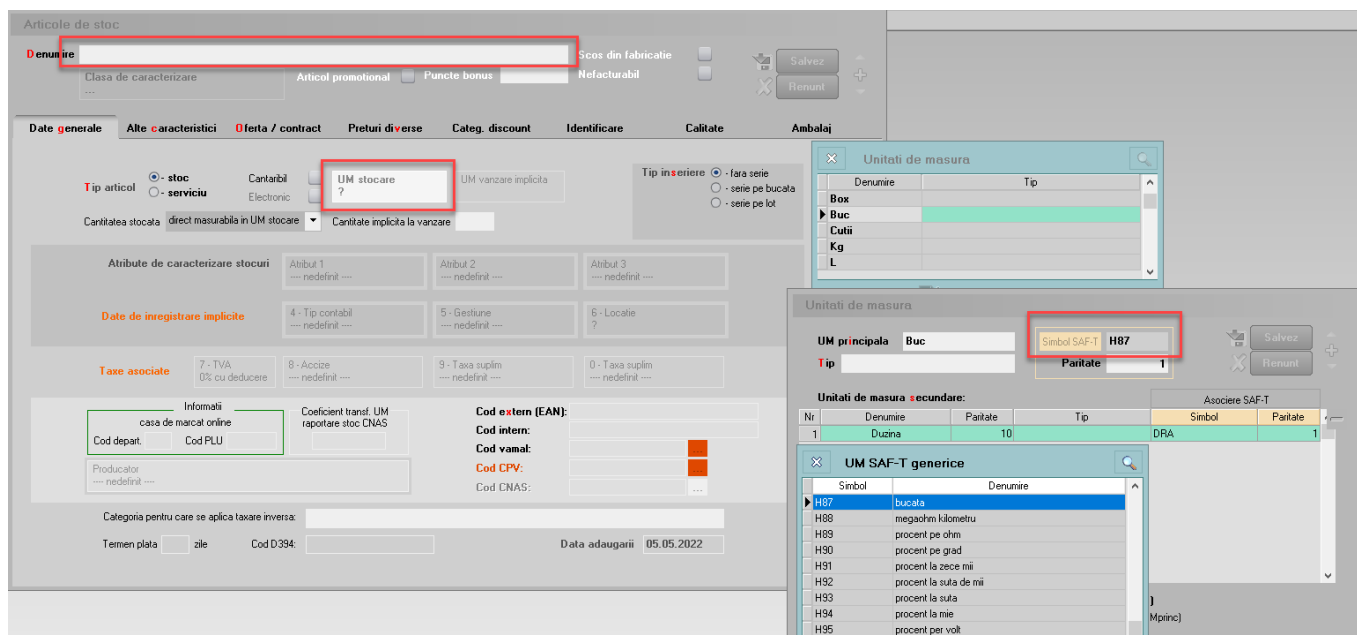 Articole de stoc
Denumire
Scos din fabricatie
Clasa de caracterizare
---
Articol promotional
Puncte bonus
Nefacturabil
Salvez
Renunt
Date generale Alte caracteristici Oferta / contract Preturi diverse Categ. discount Identificare Calitate Ambalaj
Tip articol
- stoc
- serviciu
Cantaribil
Electronic
UM stocare
?
UM vanzare implicita
Tip inseriere
- fara serie
- serie pe bucata
- serie pe lot
Cantitatea stocata direct masurabila in UM stocare Cantitate implicita la vanzare
Atribute de caracterizare stocuri
Atribut 1
---- nedefinit ----
Atribut 2
---- nedefinit ----
Atribut 3
---- nedefinit ----
Date de inregistrare implicite
4 - Tip contabil
---- nedefinit ----
5 - Gestiune
---- nedefinit ----
6 - Locatie
?
Taxe asociate
7 - TVA
0% cu deducere
8 - Accize
---- nedefinit ----
9 - Taxa suplim
---- nedefinit ----
0 - Taxa suplim
---- nedefinit ----
Informatii
casa de marcat online
Cod depart. Cod PLU
Coeficient transf. UM
raportare stoc CNAS
Cod extern (EAN):
Cod intern:
Cod vamal:
...
Cod CPV:
...
Cod CNAS:
...
Producator
---- nedefinit ----
Categoria pentru care se aplica taxare inversa:
Termen plata zile Cod D394: Data adaugarii 05.05.2022
Unitati de masura
Denumire Tip
Box
Buc
Cutii
Kg
L
Unitati de masura
UM principala Buc
Simbol SAF-T H87
Salvez
Tip
Paritate 1
Renunt
Unitati de masura secundare:
Asociere SAF-T
Nr Denumire Paritate Tip Simbol Paritate
1 Duzina 10 DRA 1
UM SAF-T generice
Simbol Denumire
H87 bucata
H88 megaohm kilometru
H89 procent pe ohm
H90 procent pe grad
H91 procent la zece mii
H92 procent la suta de mii
H93 procent la suta
H94 procent la mie
H95 procent per volt
)
Mprinc)